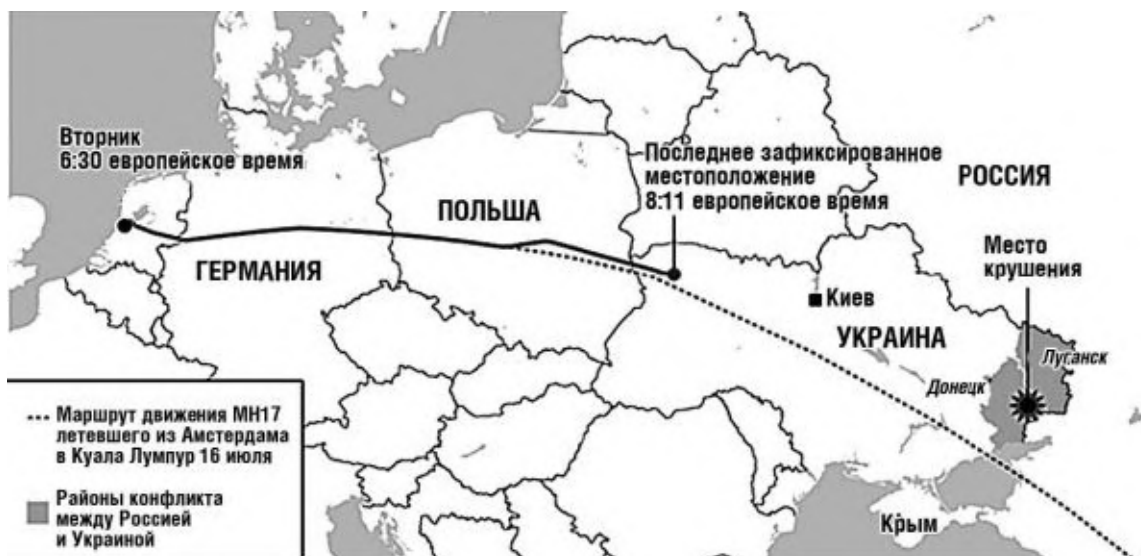 Вторник
6:30 европейское время
Последнее зафиксированное
местоположение
8:11 европейское время
РОССИЯ
ПОЛЬША
Место
крушения
ГЕРМАНИЯ
Киев
УКРАИНА
Луганск
Донецк
Маршрут движения МН17
летевшего из Амстердама
в Куала Лумпур 16 июля
Районы конфликта
между Россией
и Украиной
Крым